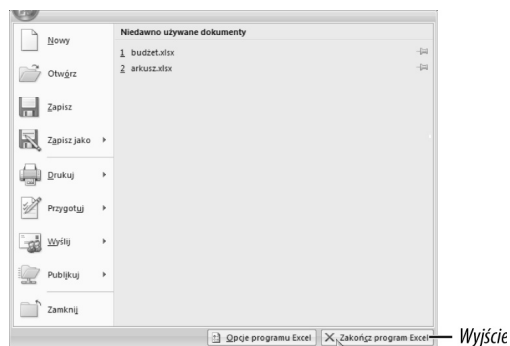 Nowy
Otwórz
Zapisz
Zapisz jako
Drukuj
Przygotuj
Wyślij
Publikuj
Zamknij
Niedawno używane dokumenty
1 budżet.xlsx
2 arkusz.xlsx
Opcje programu Excel
Zakończ program Excel
Wyjście